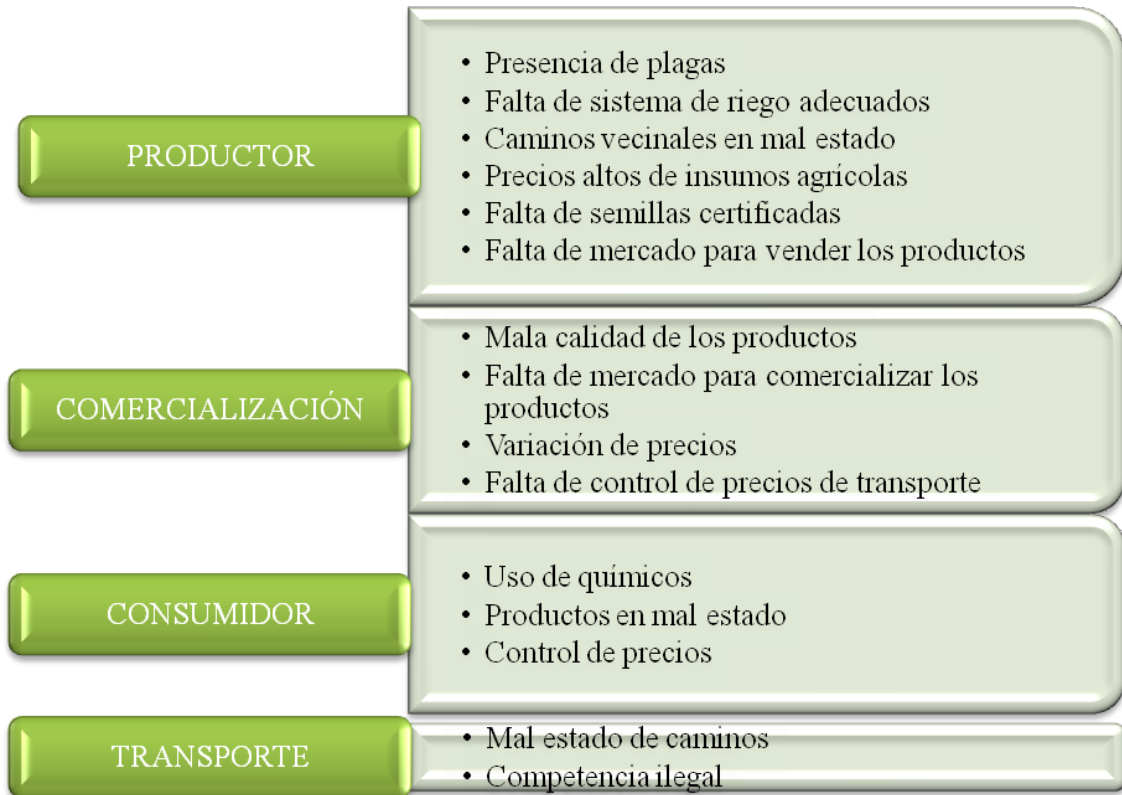 PRODUCTOR
• Presencia de plagas
• Falta de sistema de riego adecuados
• Caminos vecinales en mal estado
• Precios altos de insumos agrícolas
• Falta de semillas certificadas
• Falta de mercado para vender los productos
COMERCIALIZACIÓN
• Mala calidad de los productos
• Falta de mercado para comercializar los
productos
• Variación de precios
• Falta de control de precios de transporte
CONSUMIDOR
• Uso de químicos
• Productos en mal estado
• Control de precios
TRANSPORTE
• Mal estado de caminos
• Competencia ilegal